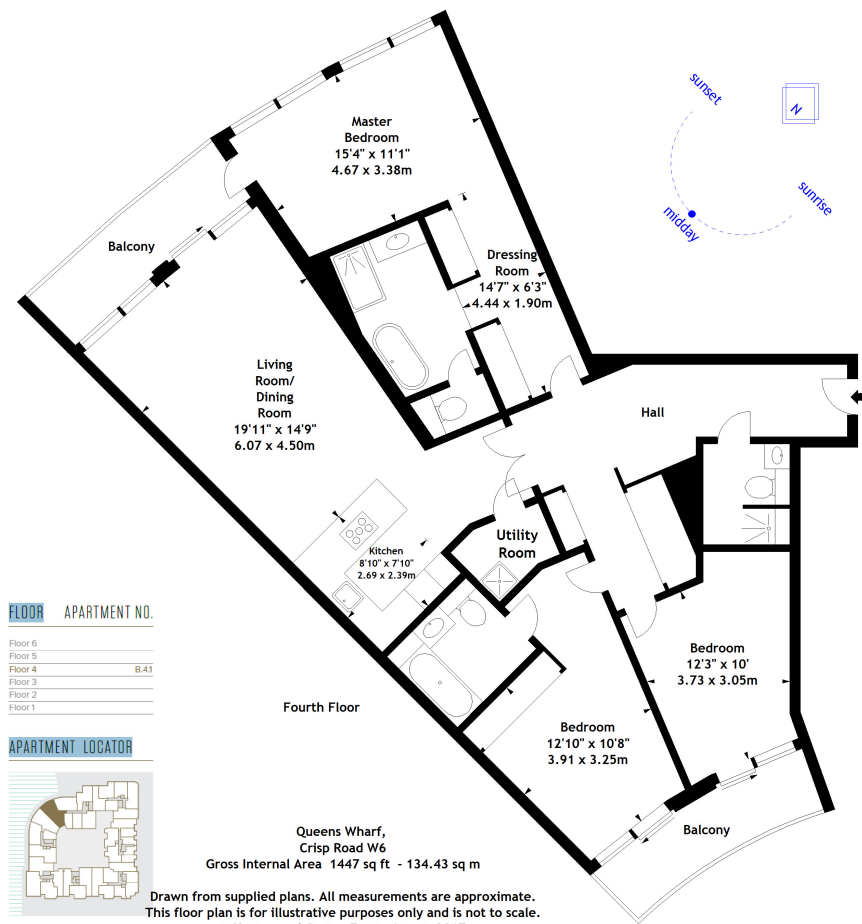 Master
Bedroom
15'4" x 11'1"
4.67 x 3.38m
sunset
N
sunrise
midday
Balcony
Dressing
Room
14'7" x 6'3"
4.44 x 1.90m
Living
Room/
Dining
Room
19'11" x 14'9"
6.07 x 4.50m
Hall
Kitchen
8'10" x 7'10"
2.69 x 2.39m
Utility
Room
FLOOR APARTMENT NO.
Floor 6
Floor 5
Floor 4 B.4.1
Floor 3
Floor 2
Floor 1
Bedroom
12'3" x 10'
3.73 x 3.05m
Fourth Floor
Bedroom
12'10" x 10'8"
3.91 x 3.25m
APARTMENT LOCATOR
Balcony
Queens Wharf,
Crisp Road W6
Gross Internal Area 1447 sq ft - 134.43 sq m
Drawn from supplied plans. All measurements are approximate.
This floor plan is for illustrative purposes only and is not to scale.